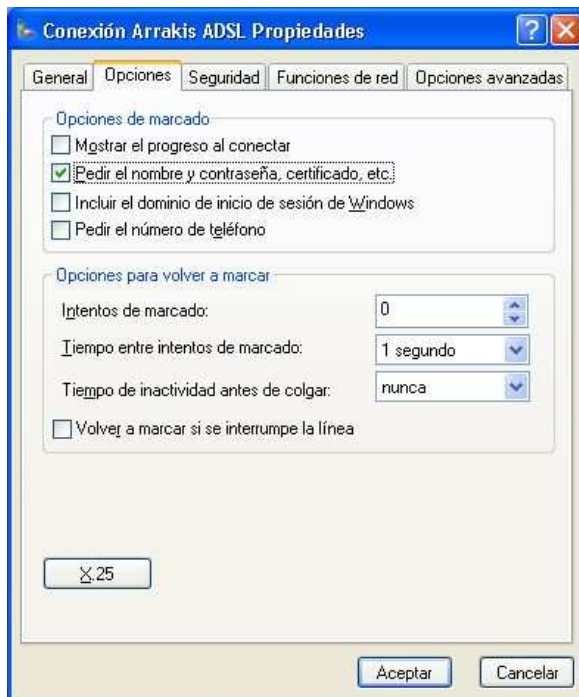 Conexión Arrakis ADSL Propiedades
General Opciones Seguridad Funciones de red Opciones avanzadas
Opciones de marcado
Mostrar el progreso al conectar
Pedir el nombre y contraseña, certificado, etc.
Incluir el dominio de inicio de sesión de Windows
Pedir el número de teléfono
Opciones para volver a marcar
Intentos de marcado: 0
Tiempo entre intentos de marcado: 1 segundo
Tiempo de inactividad antes de colgar: nunca
Volver a marcar si se interrumpe la línea
X.25
Aceptar Cancelar